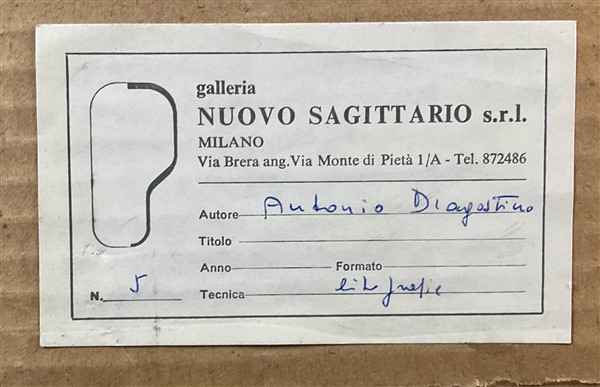 galleria
NUOVO SAGITTARIO s.r.l.
MILANO
Via Brera ang. Via Monte di Pietà 1/A - Tel. 872486
Autore Antonio Diagostino
Titolo
Anno Formato
N. 5 Tecnica litografie